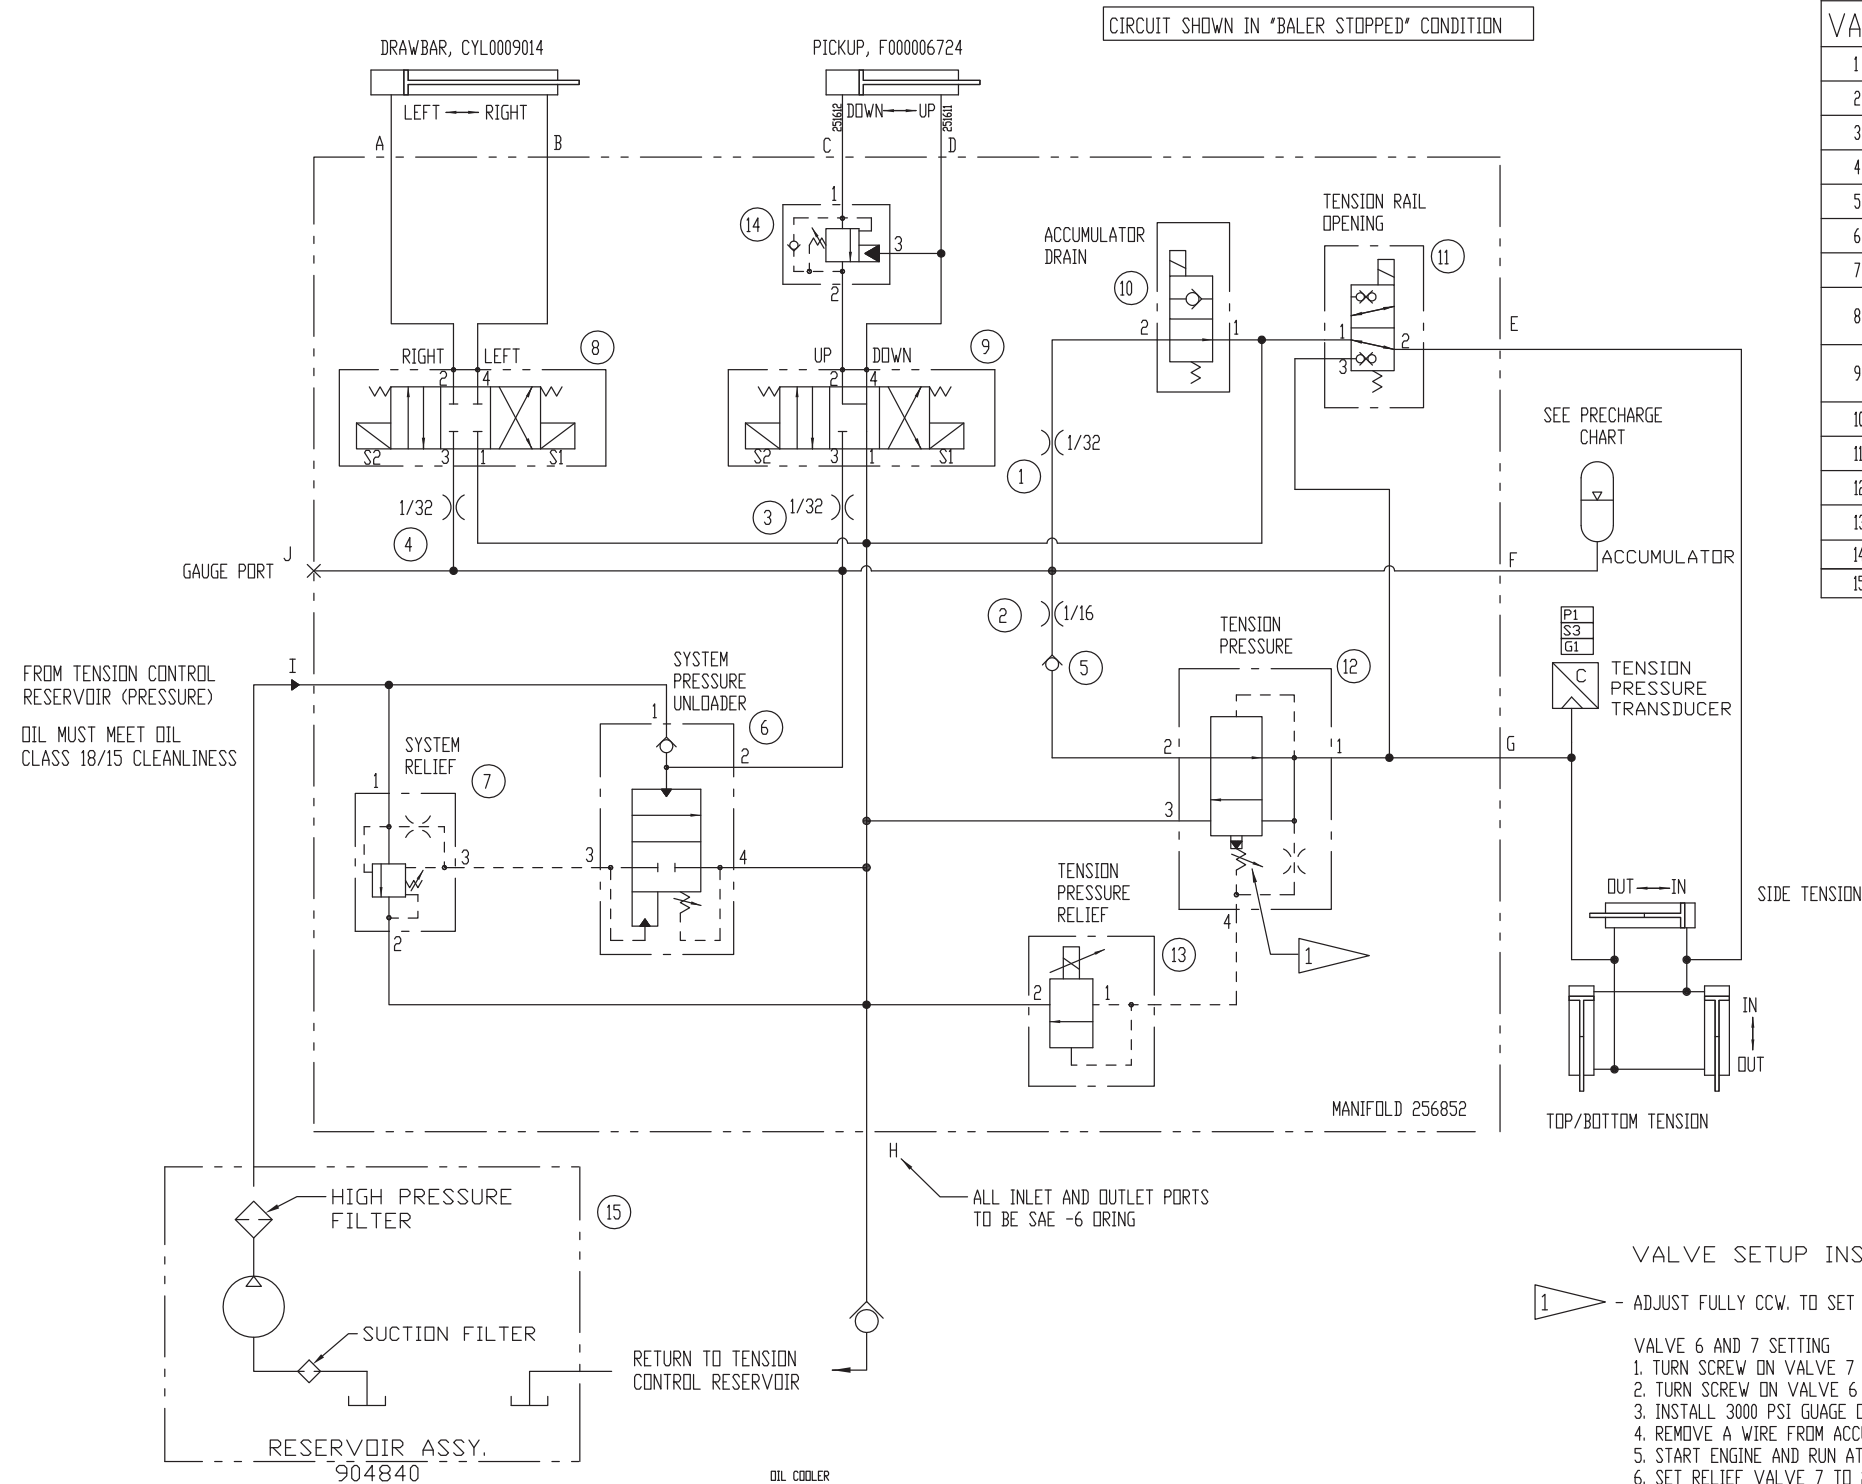 CIRCUIT SHOWN IN "BALER STOPPED" CONDITION
VA
1
2
3
4
5
6
7
8
9
10
11
12
13
14
15
DRAWBAR, CYL0009014
LEFT RIGHT
A
B
PICKUP, F000006724
251612
DOWN UP
251611
C
D
14
1
3
2
ACCUMULATOR
DRAIN
10
2
1
TENSION RAIL
OPENING
11
1
2
3
E
RIGHT LEFT
8
2 4
S2 3 1 S1
UP DOWN
9
2 4
S2 3 1 S1
1/32
4
3
1/32
1
1/32
SEE PRECHARGE
CHART
ACCUMULATOR
F
J
GAUGE PORT
2
1/16
5
P1
S3
G1
C
TENSION
PRESSURE
TRANSDUCER
TENSION
PRESSURE
12
2
1
3
4
G
FROM TENSION CONTROL
RESERVOIR (PRESSURE)
I
OIL MUST MEET OIL
CLASS 18/15 CLEANLINESS
SYSTEM
PRESSURE
UNLOADER
6
1
2
3
4
SYSTEM
RELIEF
7
1
3
2
TENSION
PRESSURE
RELIEF
13
2
1
1
OUT IN
SIDE TENSION
IN
OUT
TOP/BOTTOM TENSION
MANIFOLD 256852
H
ALL INLET AND OUTLET PORTS
TO BE SAE -6 ORING
HIGH PRESSURE
FILTER
15
SUCTION FILTER
RETURN TO TENSION
CONTROL RESERVOIR
RESERVOIR ASSY.
904840
OIL COOLER
VALVE SETUP INS
1 - ADJUST FULLY CCW. TO SET
VALVE 6 AND 7 SETTING
1. TURN SCREW ON VALVE 7
2. TURN SCREW ON VALVE 6
3. INSTALL 3000 PSI GUAGE
4. REMOVE A WIRE FROM ACC
5. START ENGINE AND RUN AT
6. SET RELIEF VALVE 7 TO